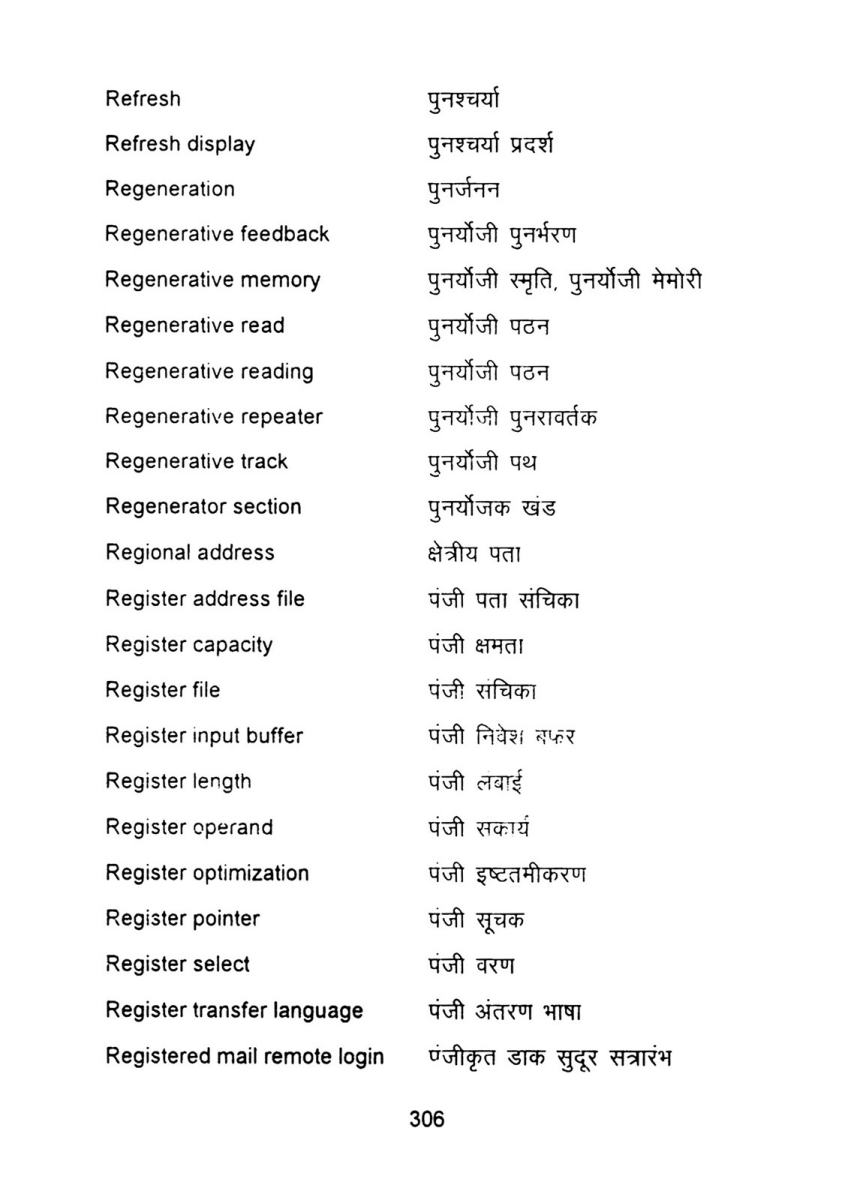 Refresh पुनश्चर्या
Refresh display पुनश्चर्या प्रदर्श
Regeneration पुनर्जनन
Regenerative feedback पुनर्योजी पुनर्भरण
Regenerative memory पुनर्योजी स्मृति, पुनर्योजी मेमोरी
Regenerative read पुनर्योजी पठन
Regenerative reading पुनर्योजी पठन
Regenerative repeater पुनर्योजी पुनरावर्तक
Regenerative track पुनर्योजी पथ
Regenerator section पुनर्योजक खंड
Regional address क्षेत्रीय पता
Register address file पंजी पता संचिका
Register capacity पंजी क्षमता
Register file पंजी संचिका
Register input buffer पंजी निवेश बफर
Register length पंजी लंबाई
Register operand पंजी संकार्य
Register optimization पंजी इष्टतमीकरण
Register pointer पंजी सूचक
Register select पंजी वरण
Register transfer language पंजी अंतरण भाषा
Registered mail remote login पंजीकृत डाक सुदूर सत्रारंभ
306